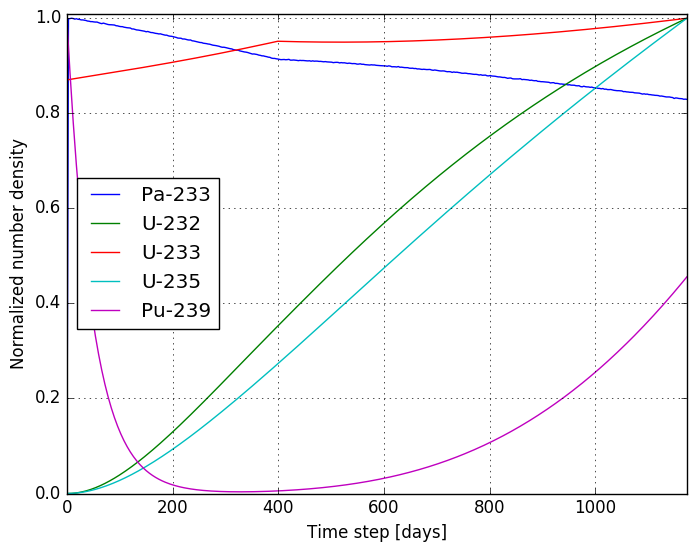 1.0
0.8
0.6
0.4
0.2
0.0
Normalized number density
Pa-233
U-232
U-233
U-235
Pu-239
0 200 400 600 800 1000
Time step [days]